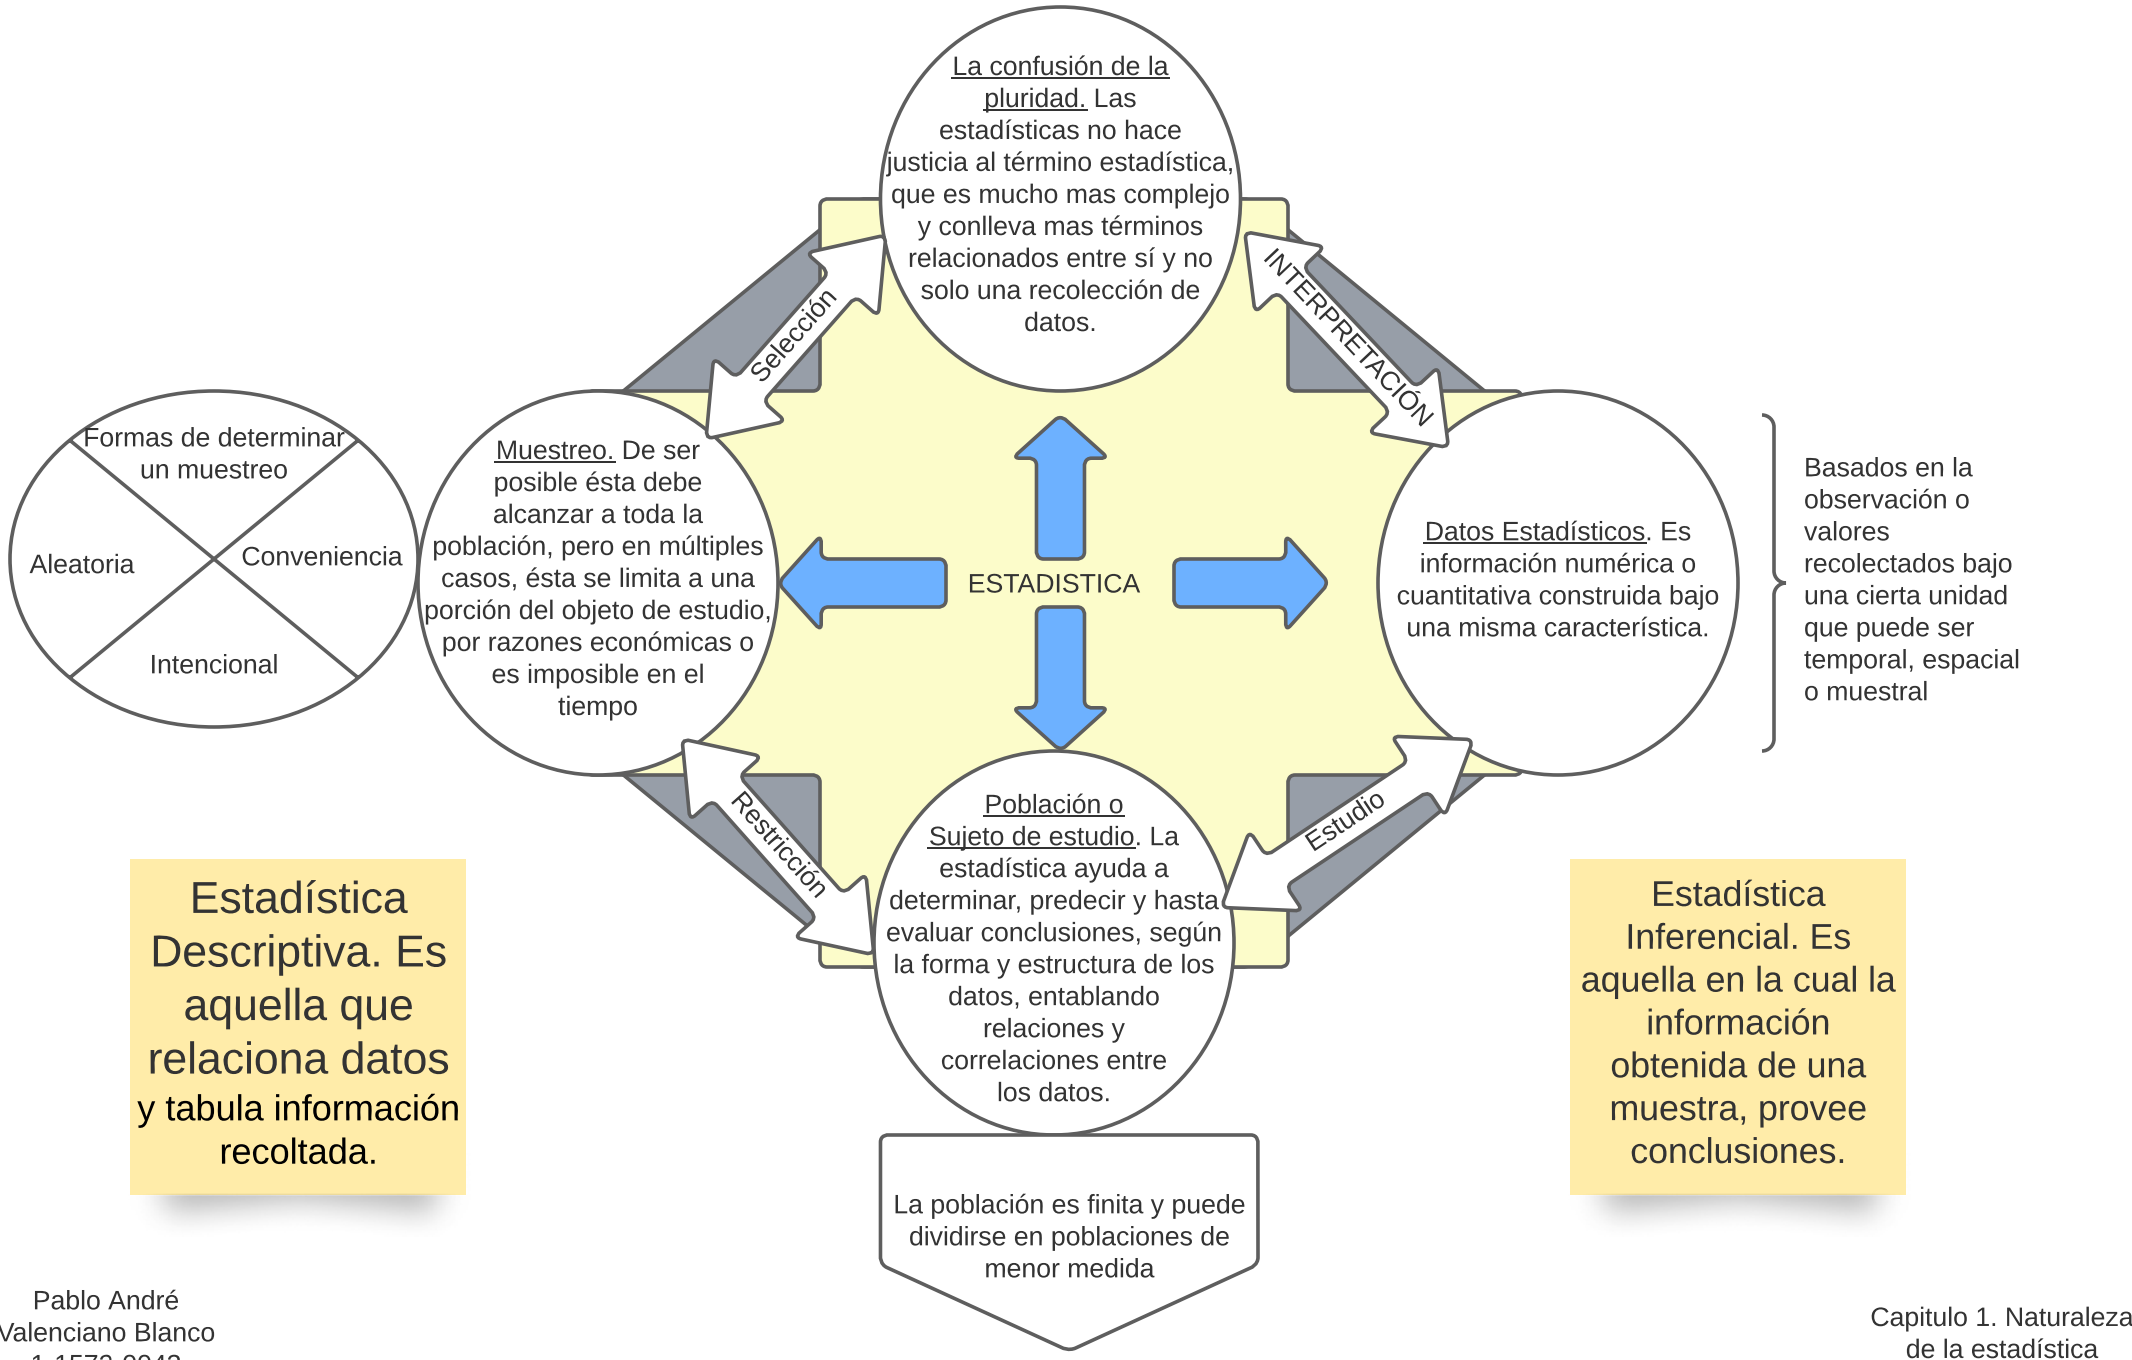 La confusión de la
pluridad. Las
estadísticas no hace
justicia al término estadística,
que es mucho mas complejo
y conlleva mas términos
relacionados entre sí y no
solo una recolección de
datos.
Selección
INTERPRETACIÓN
Formas de determinar
un muestreo
Aleatoria
Conveniencia
Intencional
Muestreo. De ser
posible ésta debe
alcanzar a toda la
población, pero en múltiples
casos, ésta se limita a una
porción del objeto de estudio,
por razones económicas o
es imposible en el
tiempo
ESTADISTICA
Datos Estadísticos. Es
información numérica o
cuantitativa construida bajo
una misma característica.
Basados en la
observación o
valores
recolectados bajo
una cierta unidad
que puede ser
temporal, espacial
o muestral
Restricción
Estudio
Población o
Sujeto de estudio. La
estadística ayuda a
determinar, predecir y hasta
evaluar conclusiones, según
la forma y estructura de los
datos, entablando
relaciones y
correlaciones entre
los datos.
La población es finita y puede
dividirse en poblaciones de
menor medida
Estadística
Descriptiva. Es
aquella que
relaciona datos
y tabula información
recoltada.
Estadística
Inferencial. Es
aquella en la cual la
información
obtenida de una
muestra, provee
conclusiones.
Pablo André
Valenciano Blanco
Capitulo 1. Naturaleza
de la estadística